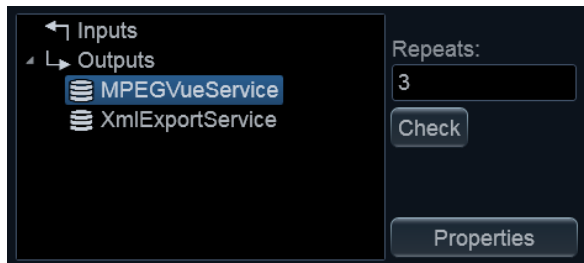 Inputs
Outputs
MPEGVueService
XmlExportService
Repeats:
3
Check
Properties